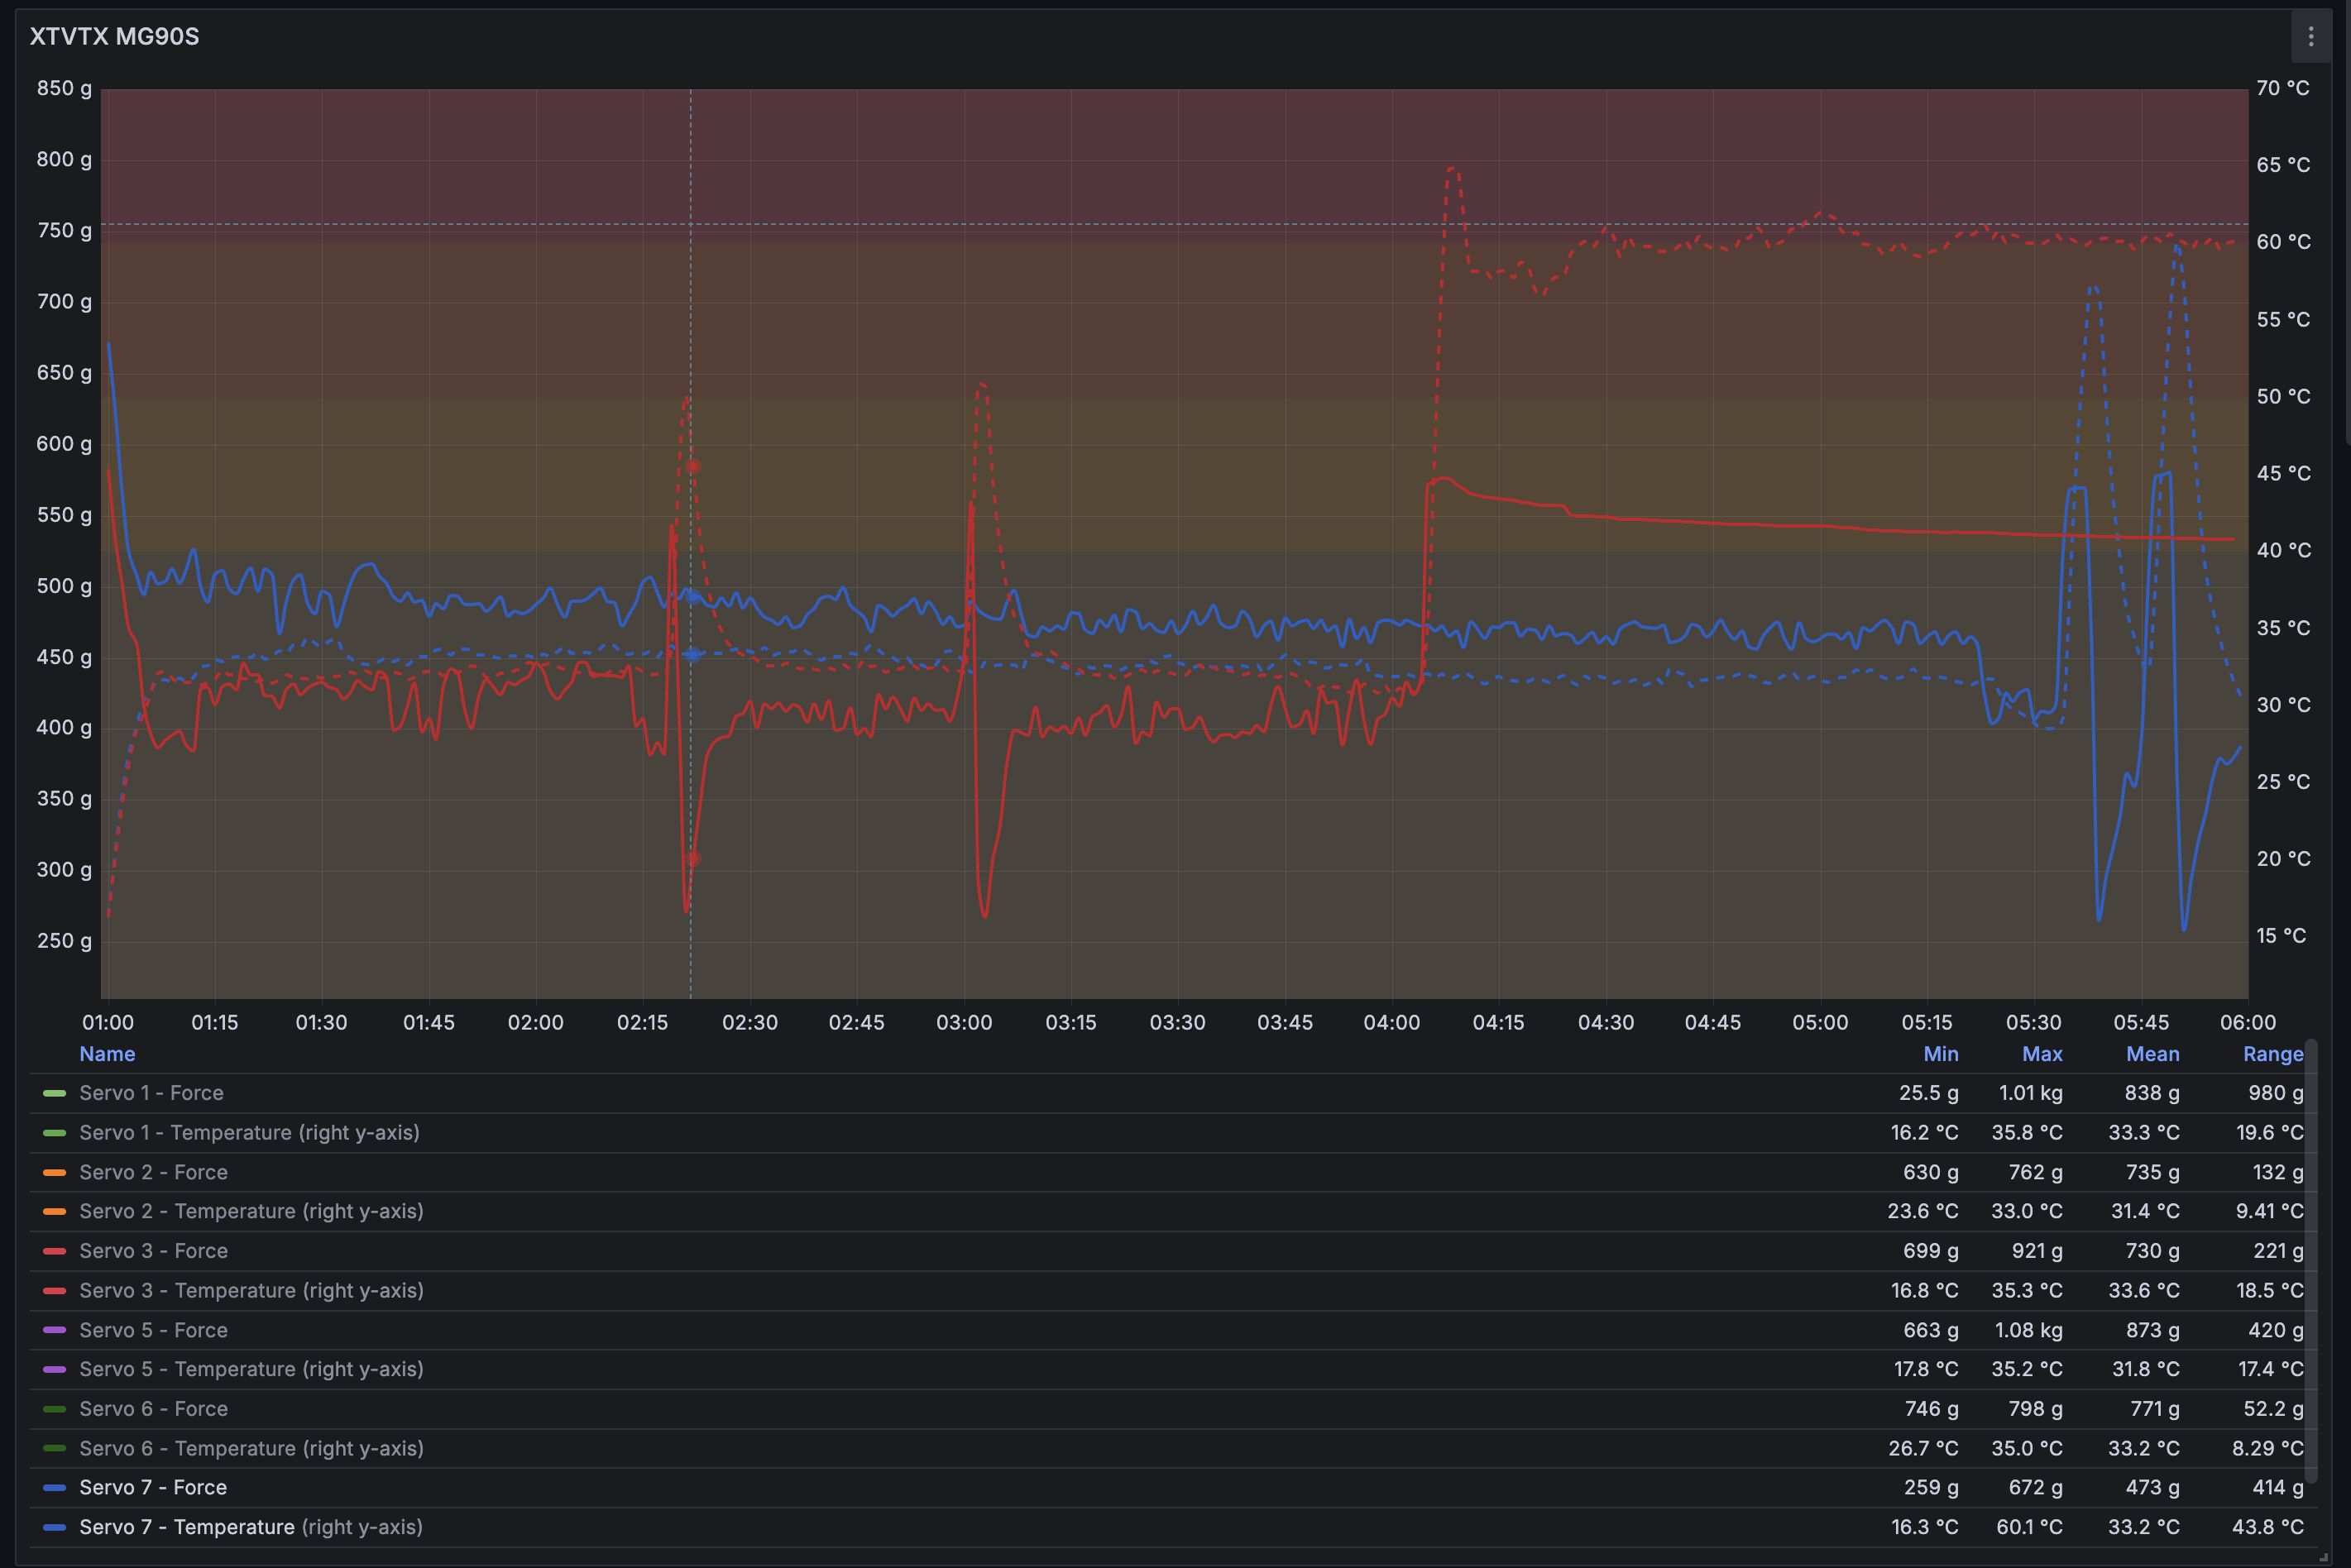 XTVTX MG90S
850 g
800 g
750 g
700 g
650 g
600 g
550 g
500 g
450 g
400 g
350 g
300 g
250 g
70 °C
65 °C
60 °C
55 °C
50 °C
45 °C
40 °C
35 °C
30 °C
25 °C
20 °C
15 °C
01:00 01:15 01:30 01:45 02:00 02:15 02:30 02:45 03:00 03:15 03:30 03:45 04:00 04:15 04:30 04:45 05:00 05:15 05:30 05:45 06:00
Name Min Max Mean Range
Servo 1 - Force 25.5 g 1.01 kg 838 g 980 g
Servo 1 - Temperature (right y-axis) 16.2 °C 35.8 °C 33.3 °C 19.6 °C
Servo 2 - Force 630 g 762 g 735 g 132 g
Servo 2 - Temperature (right y-axis) 23.6 °C 33.0 °C 31.4 °C 9.41 °C
Servo 3 - Force 699 g 921 g 730 g 221 g
Servo 3 - Temperature (right y-axis) 16.8 °C 35.3 °C 33.6 °C 18.5 °C
Servo 5 - Force 663 g 1.08 kg 873 g 420 g
Servo 5 - Temperature (right y-axis) 17.8 °C 35.2 °C 31.8 °C 17.4 °C
Servo 6 - Force 746 g 798 g 771 g 52.2 g
Servo 6 - Temperature (right y-axis) 26.7 °C 35.0 °C 33.2 °C 8.29 °C
Servo 7 - Force 259 g 672 g 473 g 414 g
Servo 7 - Temperature (right y-axis) 16.3 °C 60.1 °C 33.2 °C 43.8 °C